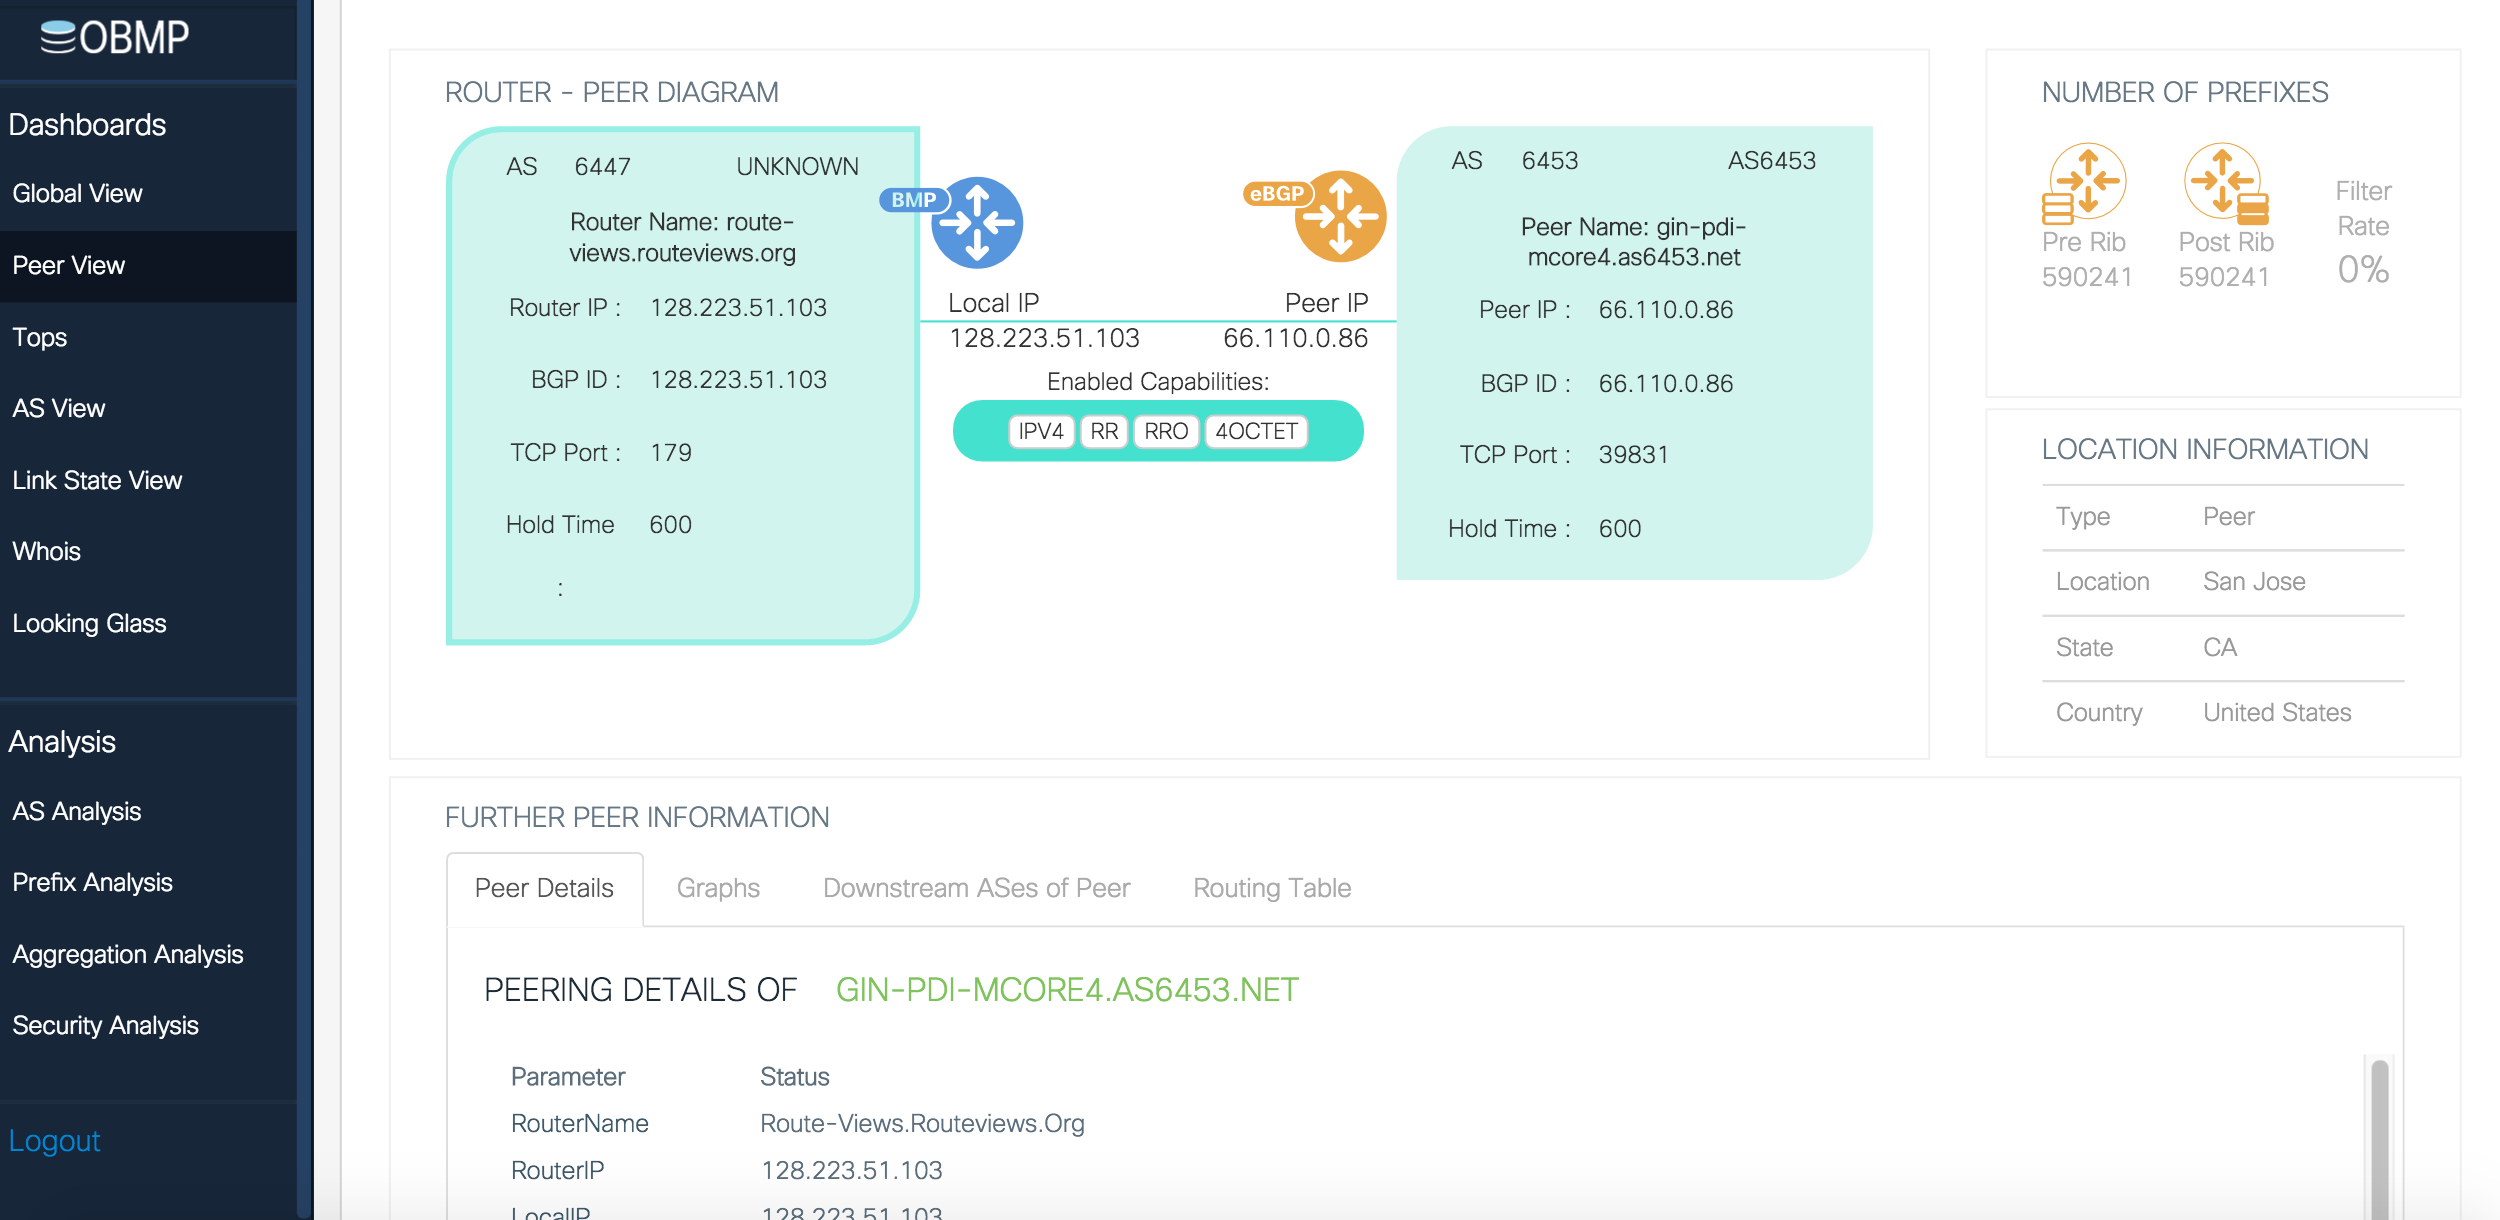 OBMP
Dashboards
Global View
Peer View
Tops
AS View
Link State View
Whois
Looking Glass
Analysis
AS Analysis
Prefix Analysis
Aggregation Analysis
Security Analysis
Logout
ROUTER - PEER DIAGRAM
AS 6447 UNKNOWN
Router Name: route-
views.routeviews.org
Router IP : 128.223.51.103
BGP ID : 128.223.51.103
TCP Port : 179
Hold Time 600
:
BMP
eBGP
Local IP Peer IP
128.223.51.103 66.110.0.86
Enabled Capabilities:
IPV4 RR RRO 4OCTET
AS 6453 AS6453
Peer Name: gin-pdi-
mcore4.as6453.net
Peer IP : 66.110.0.86
BGP ID : 66.110.0.86
TCP Port : 39831
Hold Time : 600
NUMBER OF PREFIXES
Pre Rib
590241
Post Rib
590241
Filter
Rate
0%
LOCATION INFORMATION
Type Peer
Location San Jose
State CA
Country United States
FURTHER PEER INFORMATION
Peer Details Graphs Downstream ASes of Peer Routing Table
PEERING DETAILS OF GIN-PDI-MCORE4.AS6453.NET
Parameter Status
RouterName Route-Views.Routeviews.Org
RouterIP 128.223.51.103
LocalIP 128.223.51.103